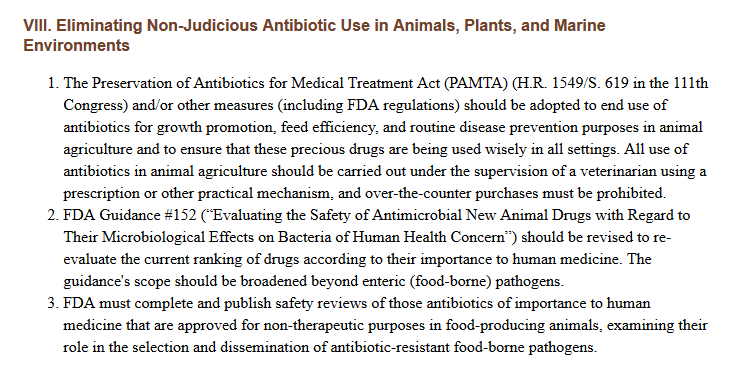 VIII. Eliminating Non-Judicious Antibiotic Use in Animals, Plants, and Marine
Environments
1. The Preservation of Antibiotics for Medical Treatment Act (PAMTA) (H.R. 1549/S. 619 in the 111th
Congress) and/or other measures (including FDA regulations) should be adopted to end use of
antibiotics for growth promotion, feed efficiency, and routine disease prevention purposes in animal
agriculture and to ensure that these precious drugs are being used wisely in all settings. All use of
antibiotics in animal agriculture should be carried out under the supervision of a veterinarian using a
prescription or other practical mechanism, and over-the-counter purchases must be prohibited.
2. FDA Guidance #152 (“Evaluating the Safety of Antimicrobial New Animal Drugs with Regard to
Their Microbiological Effects on Bacteria of Human Health Concern”) should be revised to re-
evaluate the current ranking of drugs according to their importance to human medicine. The
guidance's scope should be broadened beyond enteric (food-borne) pathogens.
3. FDA must complete and publish safety reviews of those antibiotics of importance to human
medicine that are approved for non-therapeutic purposes in food-producing animals, examining their
role in the selection and dissemination of antibiotic-resistant food-borne pathogens.